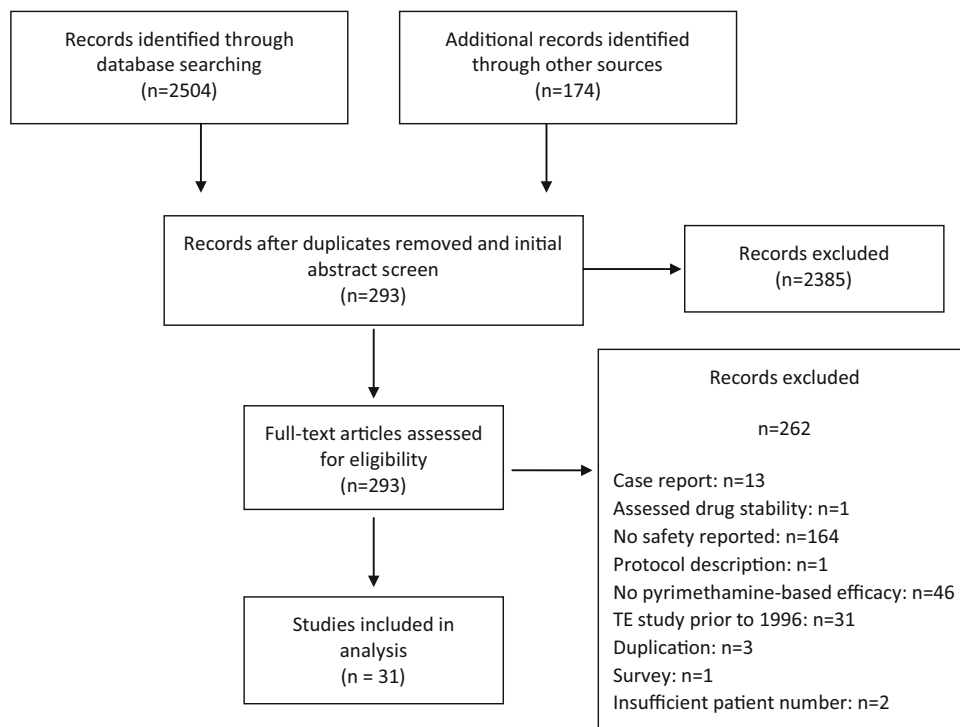 Records identified through
database searching
(n=2504)
Additional records identified
through other sources
(n=174)
Records after duplicates removed and initial
abstract screen
(n=293)
Records excluded
(n=2385)
Full-text articles assessed
for eligibility
(n=293)
Records excluded
n=262
Case report: n=13
Assessed drug stability: n=1
No safety reported: n=164
Protocol description: n=1
No pyrimethamine-based efficacy: n=46
TE study prior to 1996: n=31
Duplication: n=3
Survey: n=1
Insufficient patient number: n=2
Studies included in
analysis
(n = 31)